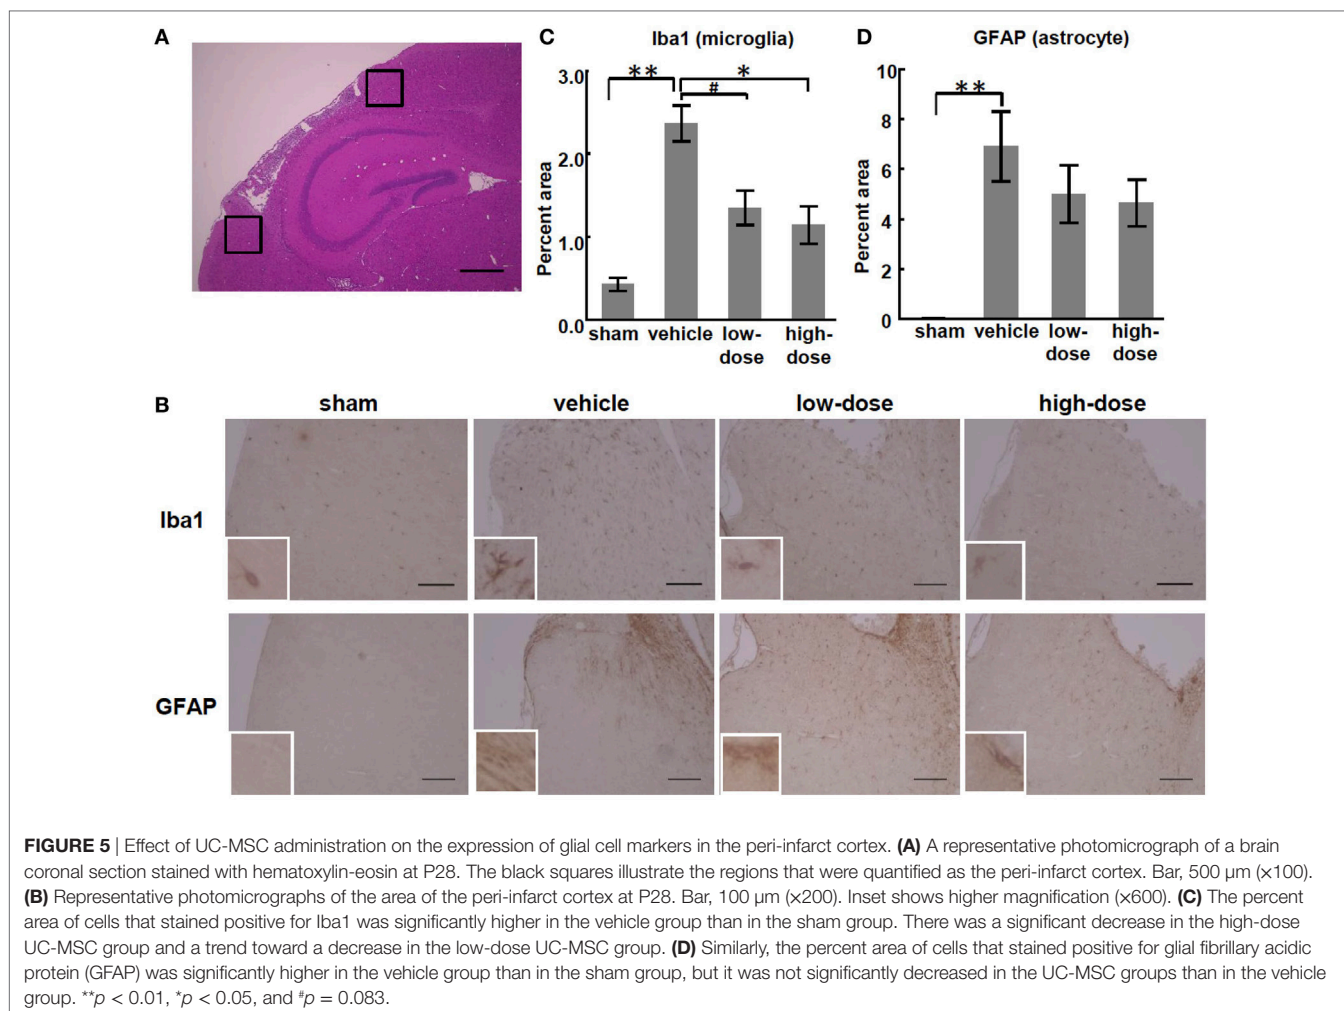 A
C
Iba1 (microglia)
D
GFAP (astrocyte)
3.0
2.0
1.0
0.0
Percent area
**
*
#
sham vehicle low-dose high-dose
10
8
6
4
2
0
Percent area
**
sham vehicle low-dose high-dose
B
sham vehicle low-dose high-dose
Iba1
GFAP
FIGURE 5 | Effect of UC-MSC administration on the expression of glial cell markers in the peri-infarct cortex. (A) A representative photomicrograph of a brain
coronal section stained with hematoxylin-eosin at P28. The black squares illustrate the regions that were quantified as the peri-infarct cortex. Bar, 500 µm (×100).
(B) Representative photomicrographs of the area of the peri-infarct cortex at P28. Bar, 100 µm (×200). Inset shows higher magnification (×600). (C) The percent
area of cells that stained positive for Iba1 was significantly higher in the vehicle group than in the sham group. There was a significant decrease in the high-dose
UC-MSC group and a trend toward a decrease in the low-dose UC-MSC group. (D) Similarly, the percent area of cells that stained positive for glial fibrillary acidic
protein (GFAP) was significantly higher in the vehicle group than in the sham group, but it was not significantly decreased in the UC-MSC groups than in the vehicle
group. **p < 0.01, *p < 0.05, and #p = 0.083.